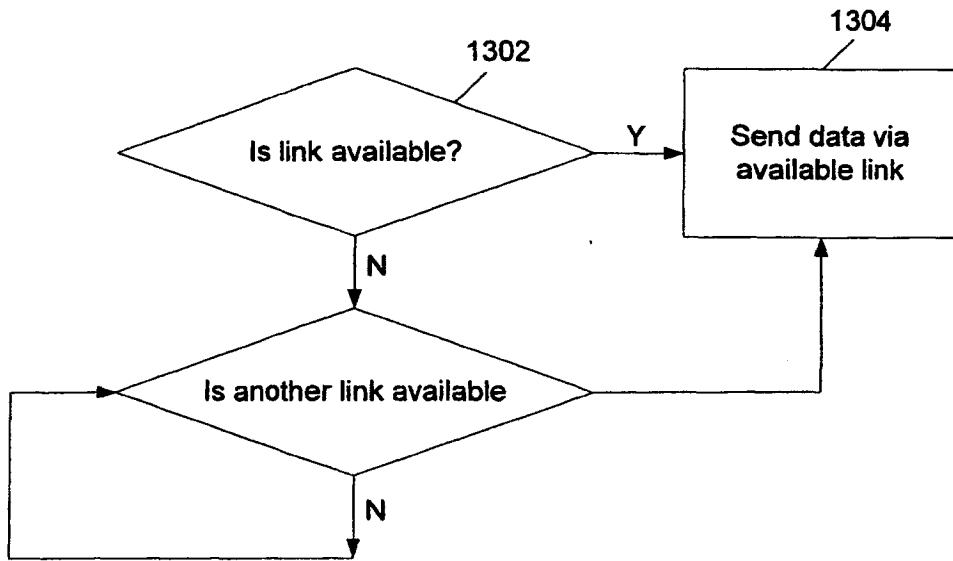 1302
1304
Is link available?
Y
Send data via
available link
N
Is another link available
N